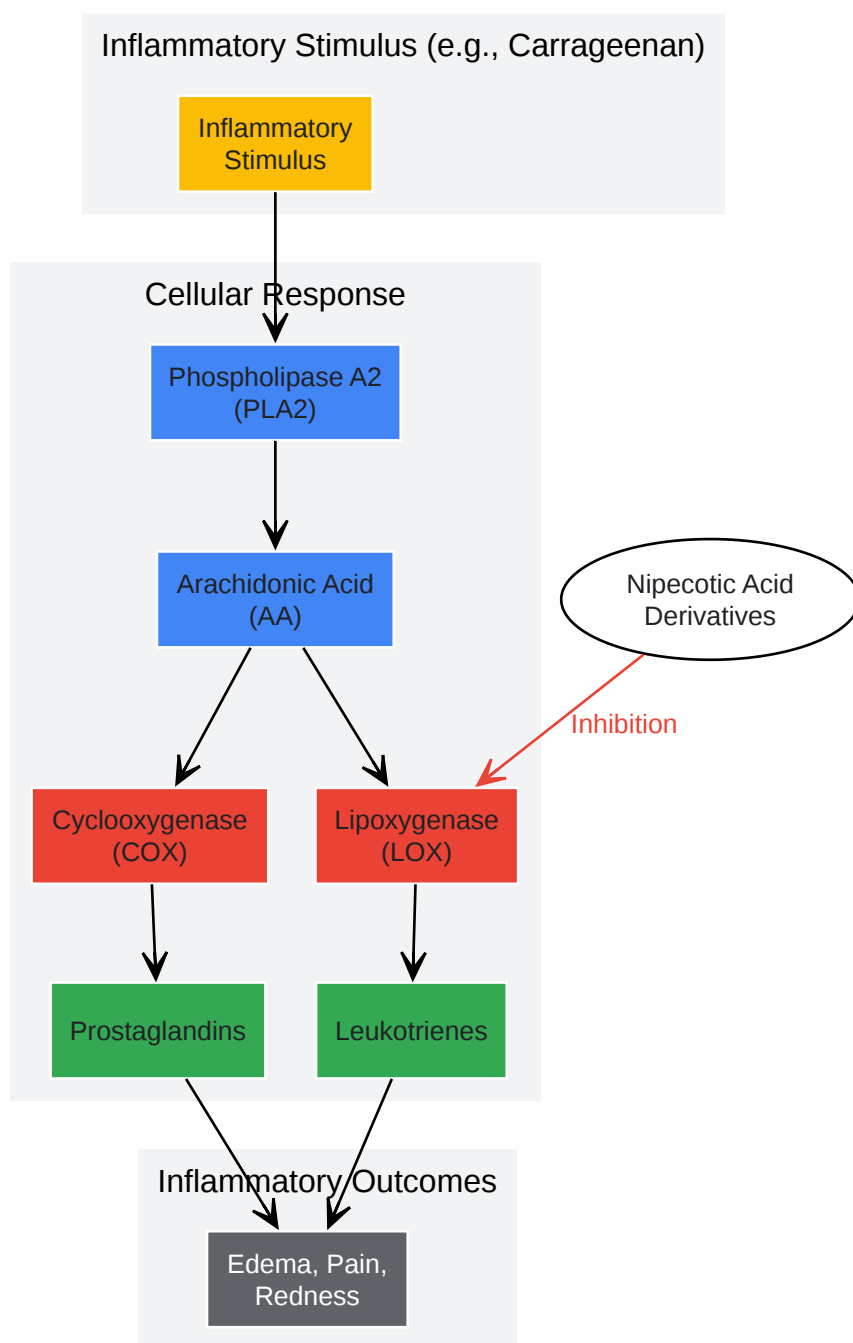 Inflammatory Stimulus (e.g., Carrageenan)
Inflammatory
Stimulus
Cellular Response
Phospholipase A2
(PLA2)
Arachidonic Acid
(AA)
Nipecotic Acid
Derivatives
Inhibition
Cyclooxygenase
(COX)
Lipoxygenase
(LOX)
Prostaglandins
Leukotrienes
Inflammatory Outcomes
Edema, Pain,
Redness